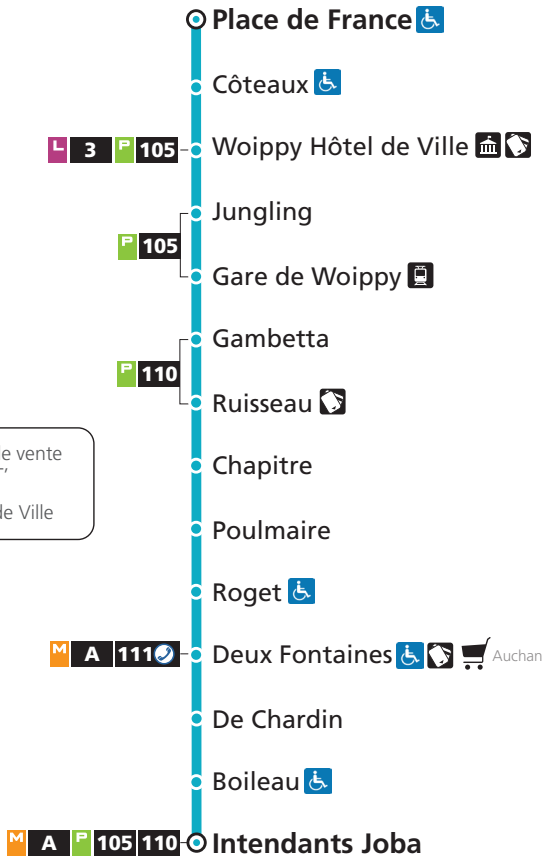 Place de France
Côteaux
L 3 P 105 Woippy Hôtel de Ville
Jungling
P 105
Gare de Woippy
Gambetta
P 110
Ruisseau
e vente
Chapitre
de Ville
Poulmaire
Roget
M A 111 Deux Fontaines Auchan
De Chardin
Boileau
M A P 105 110 Intendants Joba